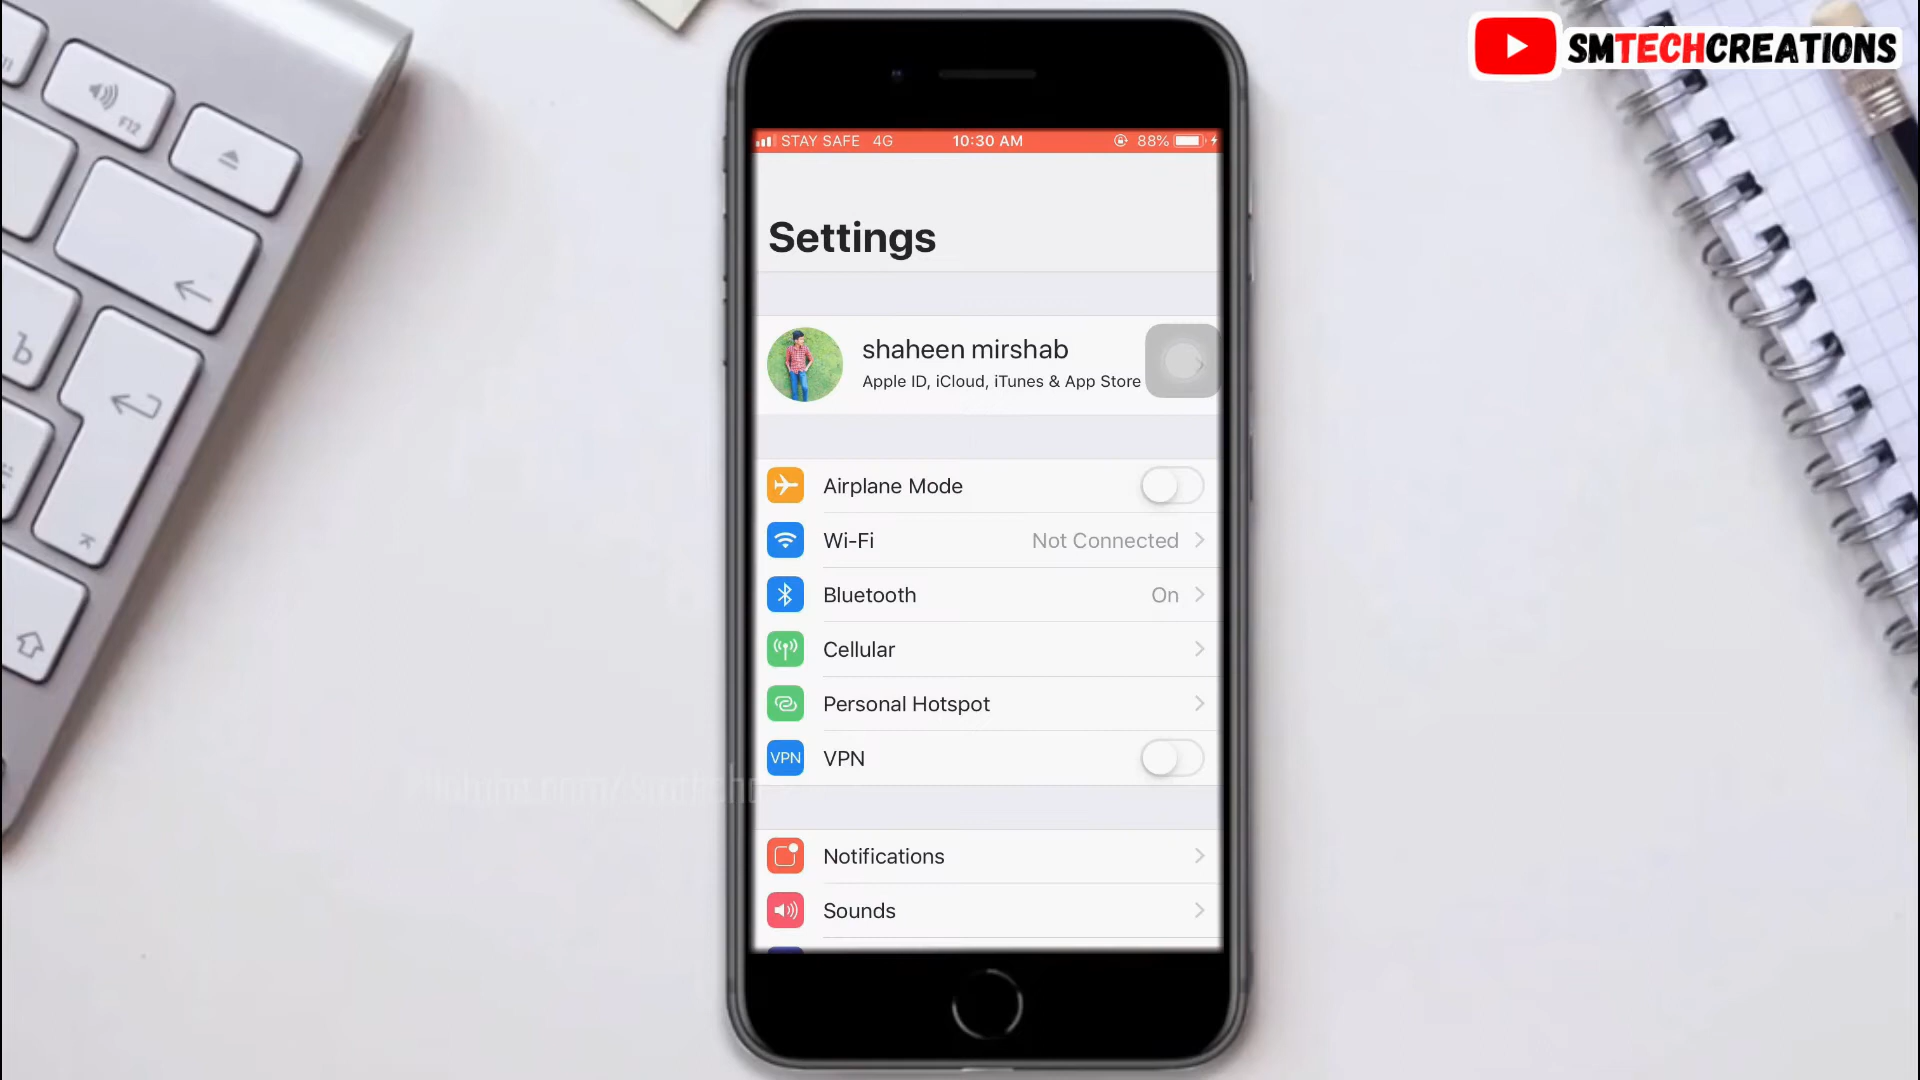 SMTECHCREATIONS
F12
STAY SAFE 4G 10:30 AM 88%
Settings
shaheen mirshab
Apple ID, iCloud, iTunes & App Store
Airplane Mode
Wi-Fi Not Connected
Bluetooth On
Cellular
Personal Hotspot
VPN VPN
Notifications
Sounds
Ъ